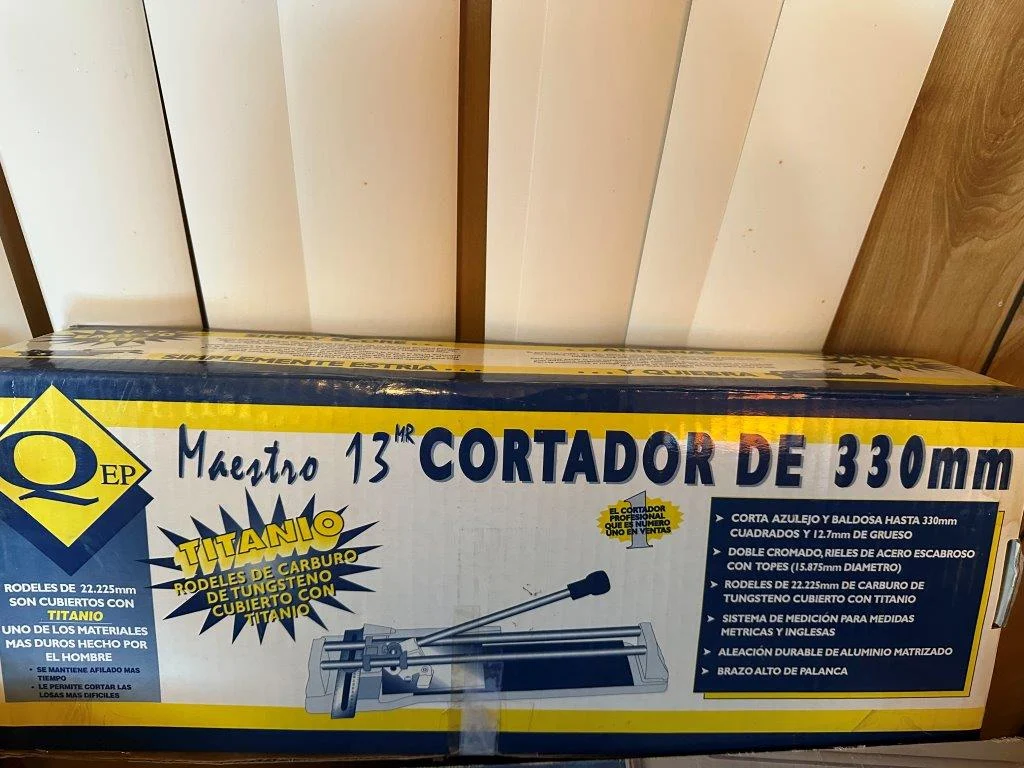 SIMPLY SCORE
SIMPLEMENTE ESTRIA . . .
. . . Y QUIEBRA
QEP
Maestro 13 MR CORTADOR DE 330mm
TITANIO
RODELES DE CARBURO
DE TUNGSTENO
CUBIERTO CON
TITANIO
1
EL CORTADOR
PROFESIONAL
QUE ES NUMERO
UNO EN VENTAS
RODELES DE 22.225mm
SON CUBIERTOS CON
TITANIO
UNO DE LOS MATERIALES
MAS DUROS HECHO POR
EL HOMBRE
• SE MANTIENE AFILADO MAS
TIEMPO
• LE PERMITE CORTAR LAS
LOSAS MAS DIFICILES
➤ CORTA AZULEJO Y BALDOSA HASTA 330mm
CUADRADOS Y 12.7mm DE GRUESO
➤ DOBLE CROMADO, RIELES DE ACERO ESCABROSO
CON TOPES (15.875mm DIAMETRO)
➤ RODELES DE 22.225mm DE CARBURO DE
TUNGSTENO CUBIERTO CON TITANIO
➤ SISTEMA DE MEDICIÓN PARA MEDIDAS
METRICAS Y INGLESAS
➤ ALEACIÓN DURABLE DE ALUMINIO MATRIZADO
➤ BRAZO ALTO DE PALANCA